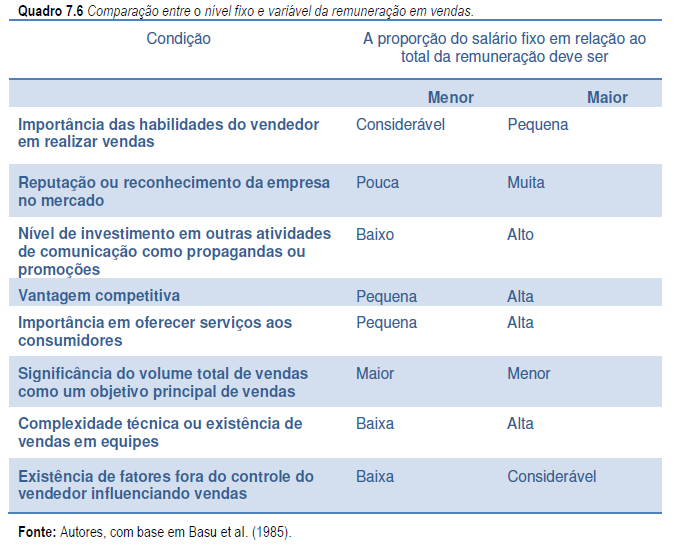 Quadro 7.6 Comparação entre o nível fixo e variável da remuneração em vendas.
Condição
A proporção do salário fixo em relação ao
total da remuneração deve ser
Menor Maior
Importância das habilidades do vendedor
em realizar vendas
Considerável Pequena
Reputação ou reconhecimento da empresa
no mercado
Pouca Muita
Nível de investimento em outras atividades
de comunicação como propagandas ou
promoções
Baixo Alto
Vantagem competitiva
Pequena Alta
Importância em oferecer serviços aos
consumidores
Pequena Alta
Significância do volume total de vendas
como um objetivo principal de vendas
Maior Menor
Complexidade técnica ou existência de
vendas em equipes
Baixa Alta
Existência de fatores fora do controle do
vendedor influenciando vendas
Baixa Considerável
Fonte: Autores, com base em Basu et al. (1985).